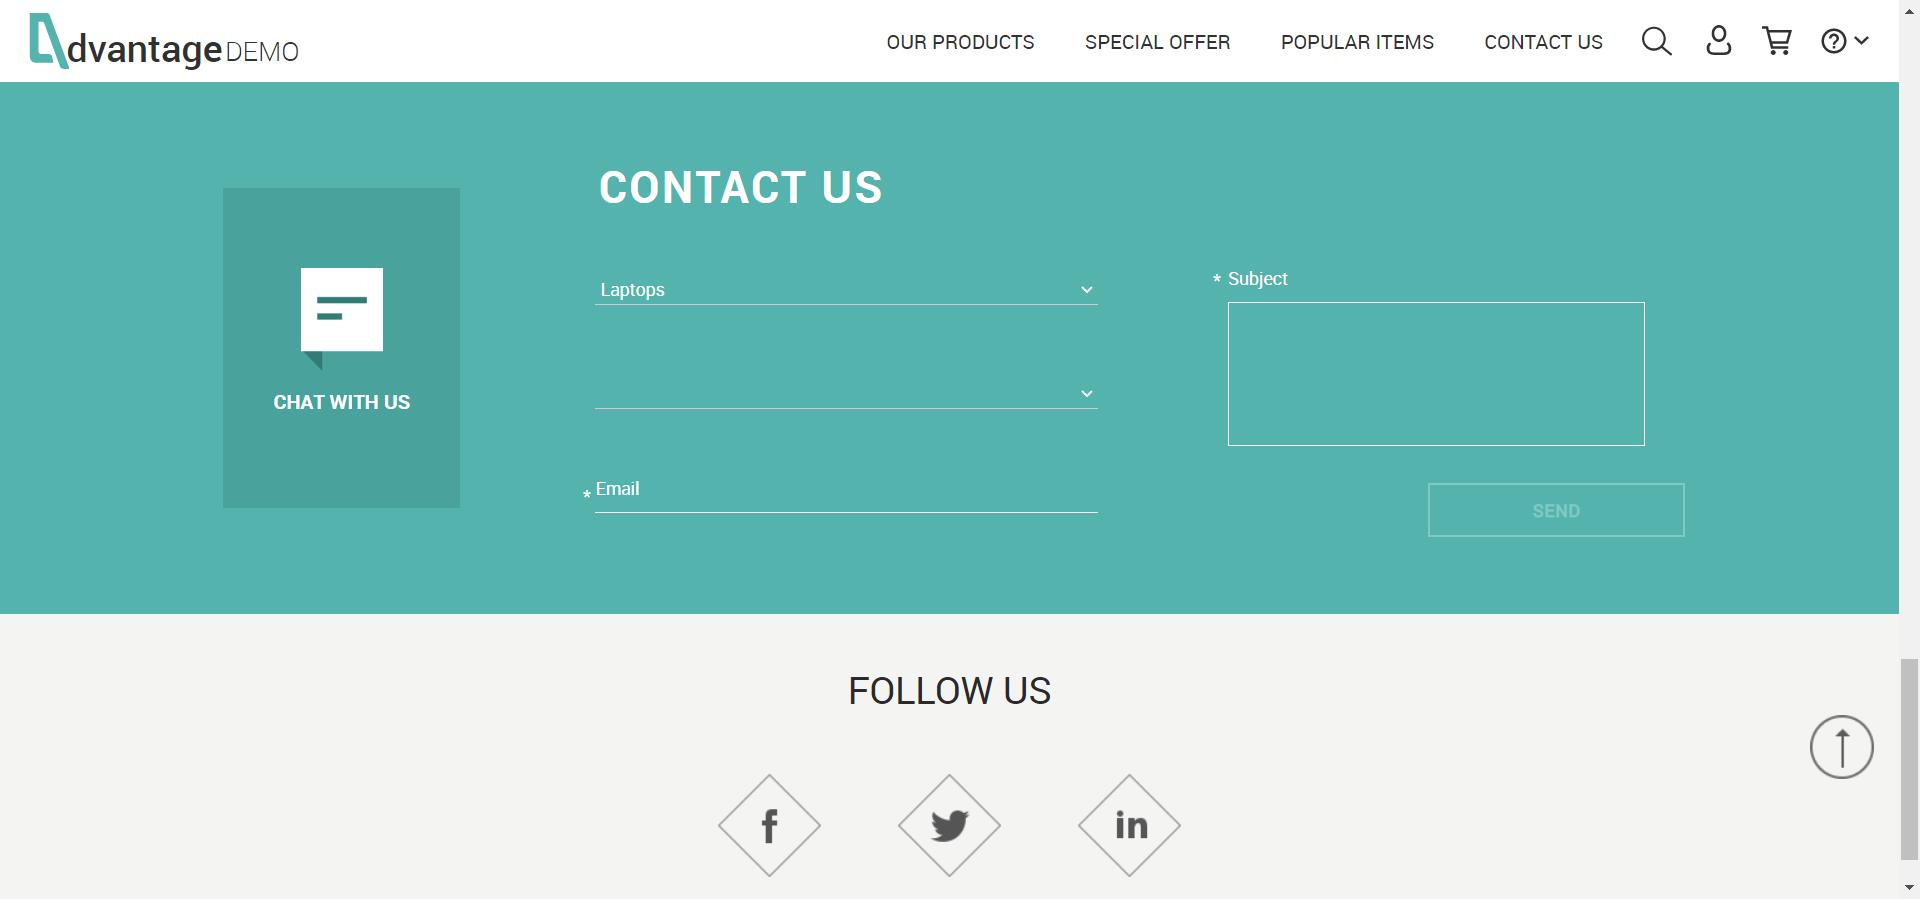 dvantage DEMO
OUR PRODUCTS
SPECIAL OFFER
POPULAR ITEMS
CONTACT US
CONTACT US
CHAT WITH US
Laptops
* Email
* Subject
SEND
FOLLOW US